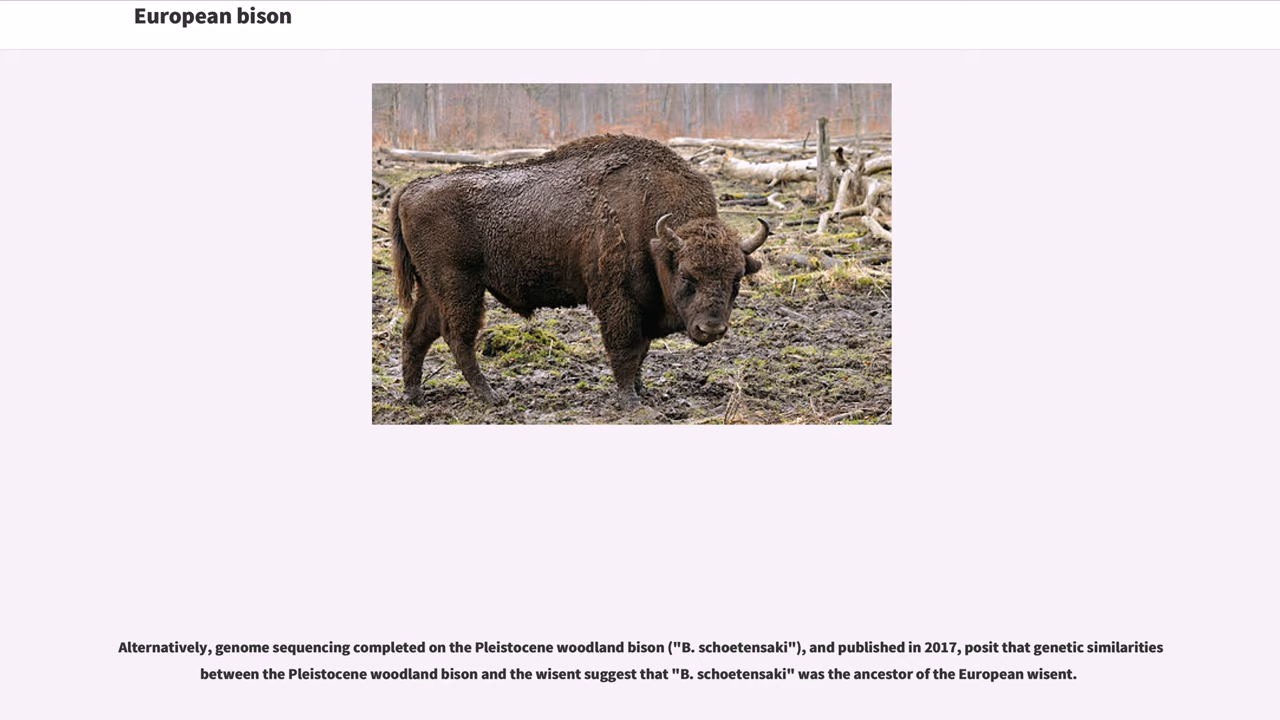 European bison
Alternatively, genome sequencing completed on the Pleistocene woodland bison ("B. schoetensaki"), and published in 2017, posit that genetic similarities
between the Pleistocene woodland bison and the wisent suggest that "B. schoetensaki" was the ancestor of the European wisent.